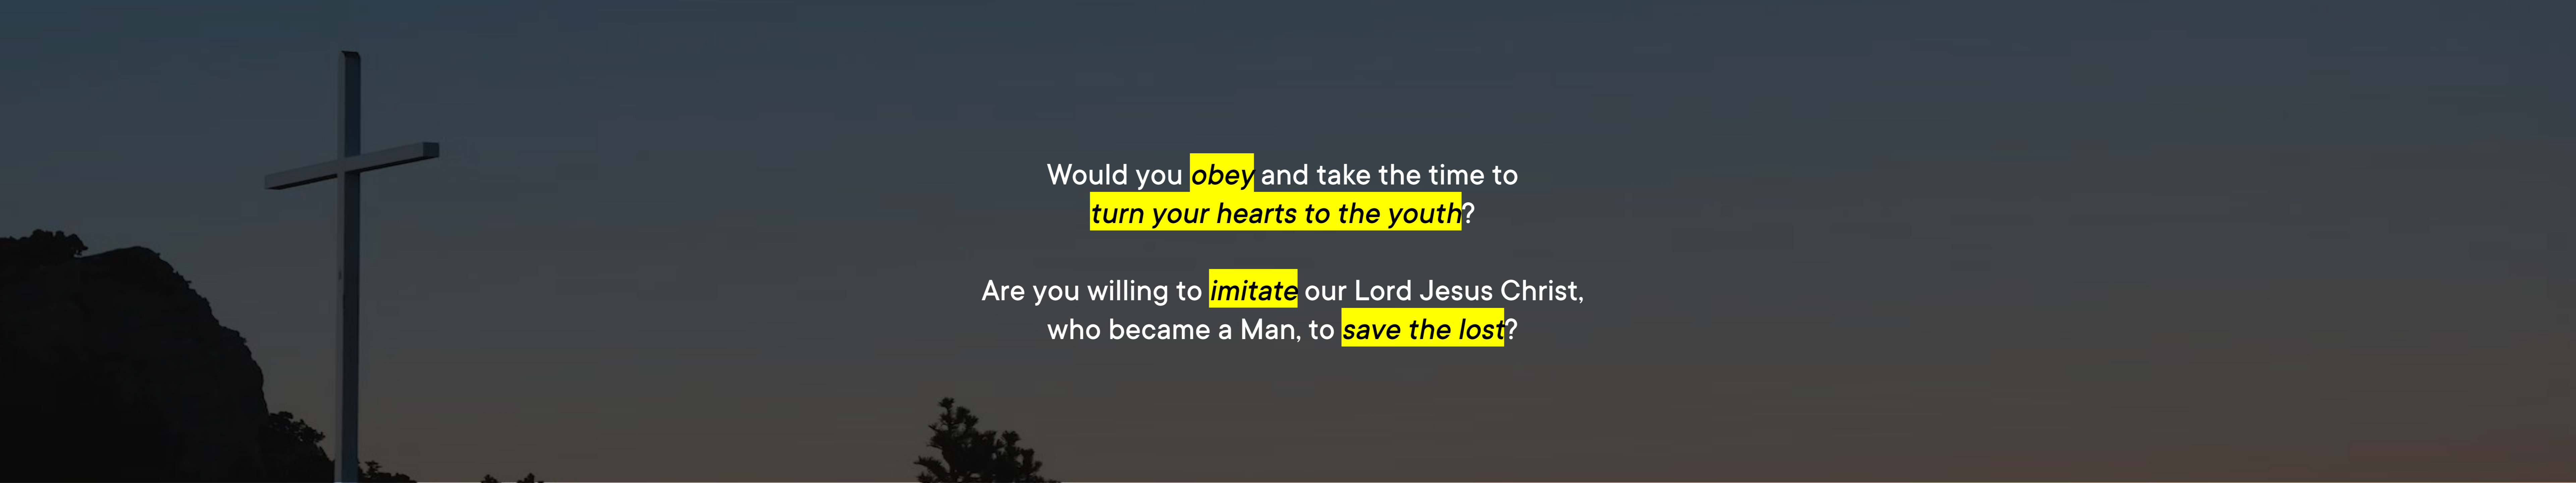 Would you obey and take the time to
turn your hearts to the youth?
Are you willing to imitate our Lord Jesus Christ,
who became a Man, to save the lost?